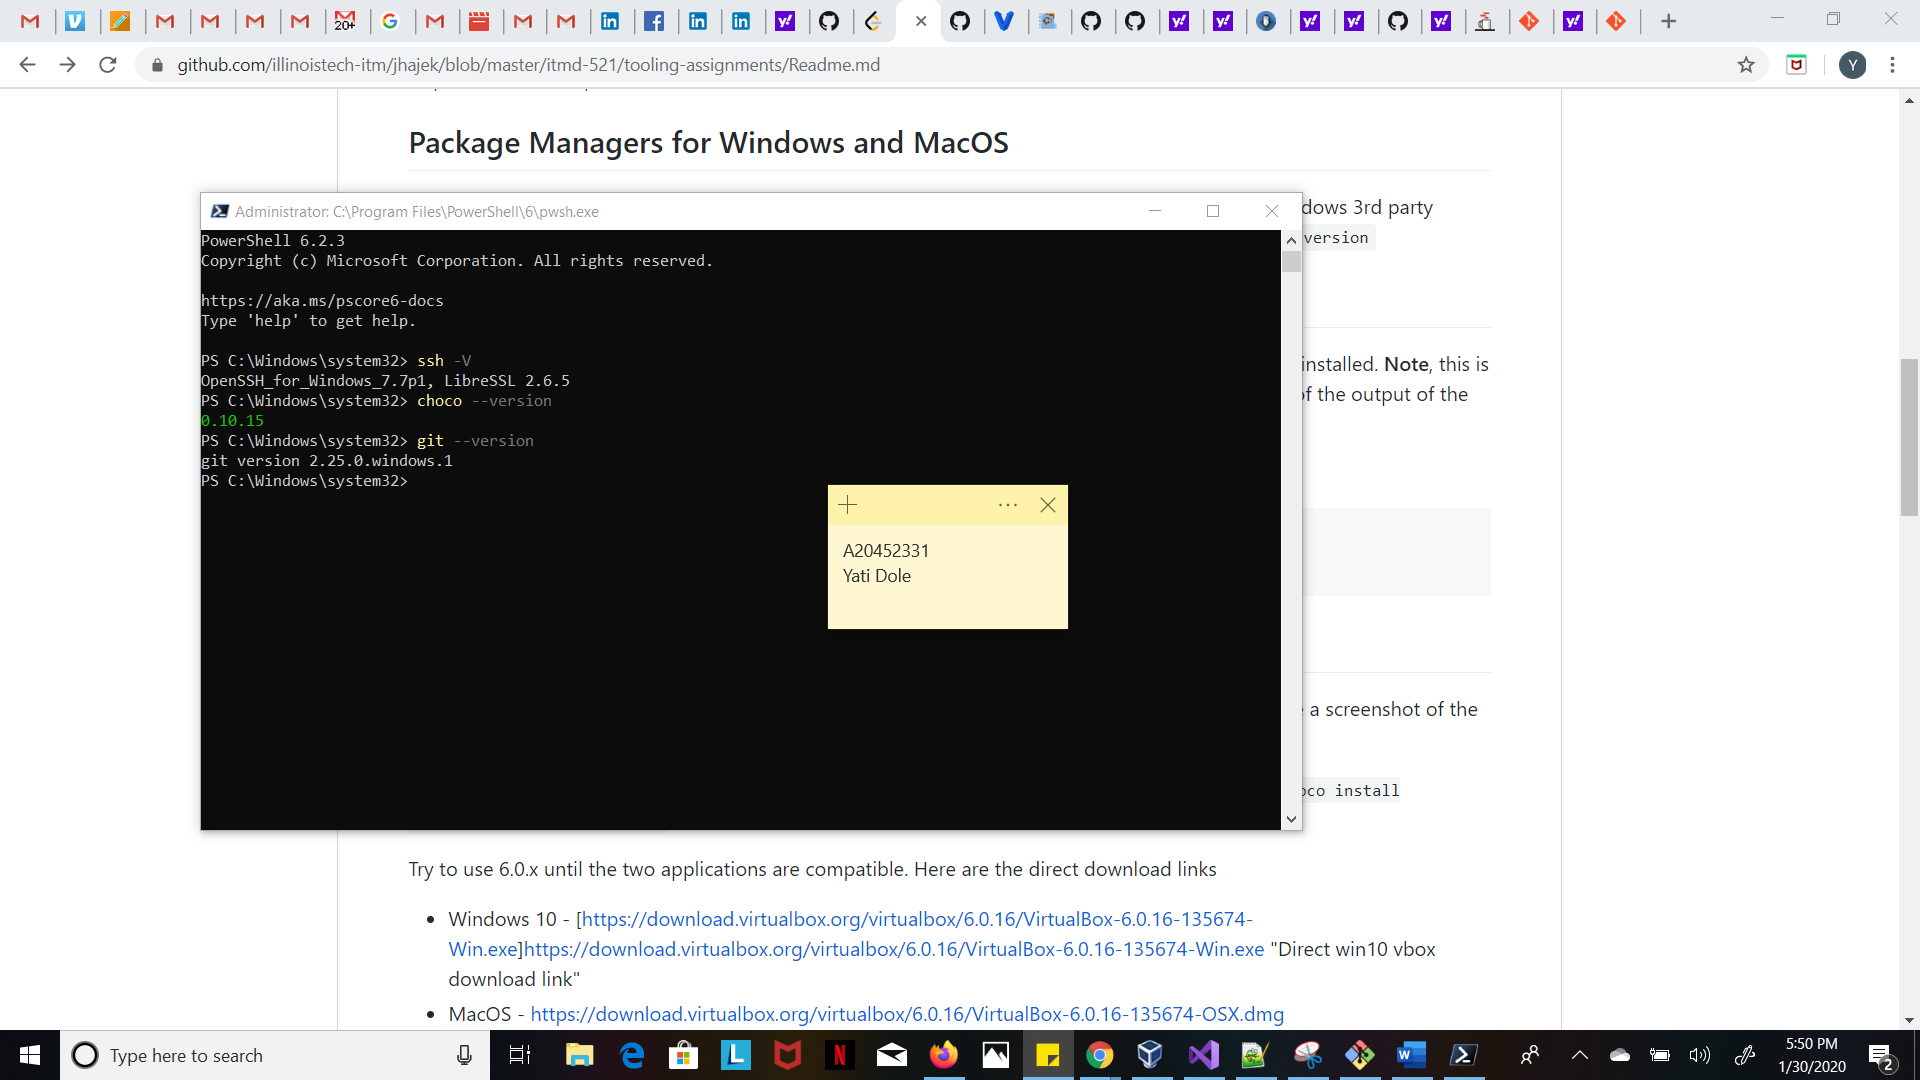 20+
github.com/illinoistech-itm/jhajek/blob/master/itmd-521/tooling-assignments/Readme.md
Y
Package Managers for Windows and MacOS
dows 3rd party
version
Administrator: C:\Program Files\PowerShell\6\pwsh.exe
PowerShell 6.2.3
Copyright (c) Microsoft Corporation. All rights reserved.
https://aka.ms/pscore6-docs
Type 'help' to get help.
PS C:\Windows\system32> ssh -V
OpenSSH_for_Windows_7.7p1, LibreSSL 2.6.5
PS C:\Windows\system32> choco --version
0.10.15
PS C:\Windows\system32> git --version
git version 2.25.0.windows.1
PS C:\Windows\system32>
A20452331
Yati Dole
installed. Note, this is
of the output of the
a screenshot of the
oco install
Try to use 6.0.x until the two applications are compatible. Here are the direct download links
• Windows 10 - [https://download.virtualbox.org/virtualbox/6.0.16/VirtualBox-6.0.16-135674-
Win.exe]https://download.virtualbox.org/virtualbox/6.0.16/VirtualBox-6.0.16-135674-Win.exe "Direct win10 vbox
download link"
• MacOS - https://download.virtualbox.org/virtualbox/6.0.16/VirtualBox-6.0.16-135674-OSX.dmg
Type here to search
5:50 PM
1/30/2020
2